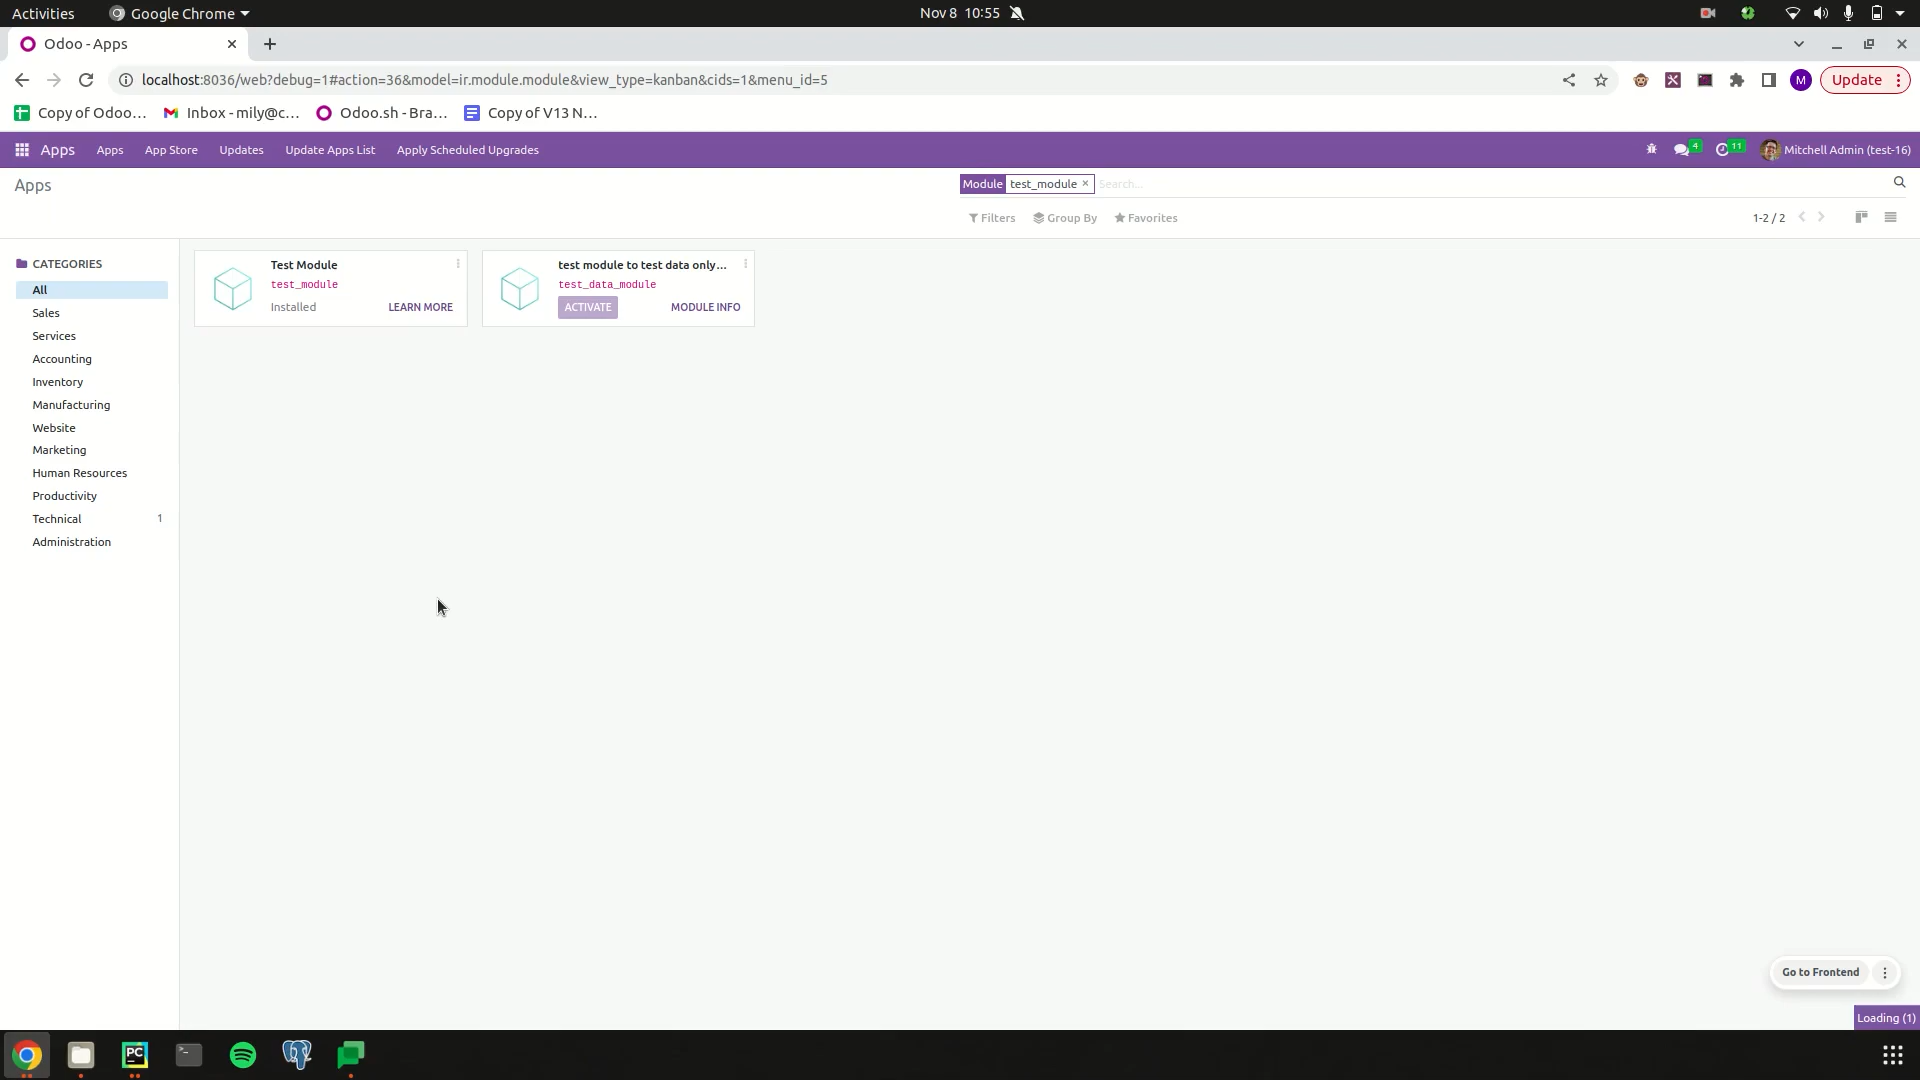 Activities
Google Chrome
Nov 8 10:55
Odoo - Apps
localhost:8036/web?debug=1#action=36&model=ir.module.module&view_type=kanban&cids=1&menu_id=5
M
Update
Copy of Odoo...
Inbox - mily@c...
Odoo.sh - Bra...
Copy of V13 N...
Apps
Apps
App Store
Updates
Update Apps List
Apply Scheduled Upgrades
4
11
Mitchell Admin (test-16)
Apps
Module
test_module
Search...
Filters
Group By
Favorites
1-2 / 2
CATEGORIES
All
Sales
Services
Accounting
Inventory
Manufacturing
Website
Marketing
Human Resources
Productivity
Technical 1
Administration
Test Module
test_module
Installed
LEARN MORE
test module to test data only...
test_data_module
ACTIVATE
MODULE INFO
Go to Frontend
Loading (1)
PC